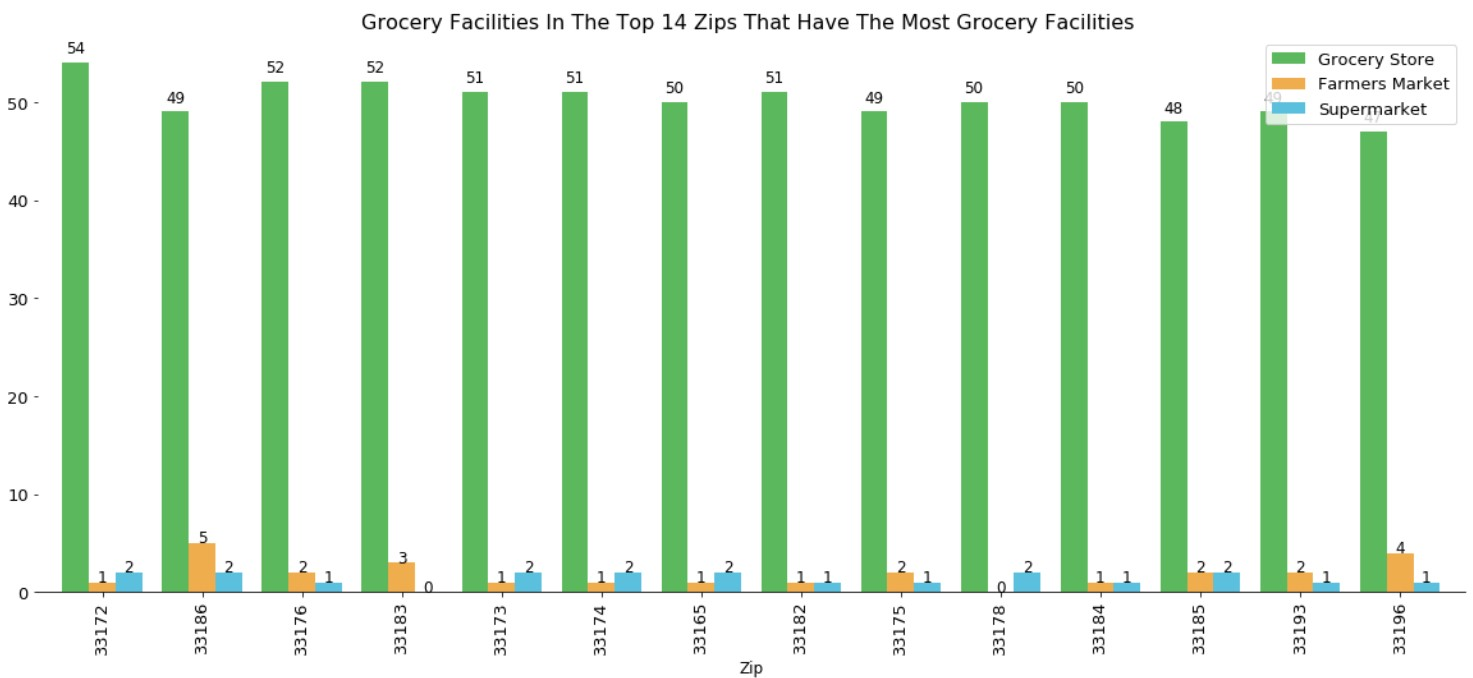 Grocery Facilities In The Top 14 Zips That Have The Most Grocery Facilities
Grocery Store
Farmers Market
Supermarket
54 49 52 52 51 51 50 51 49 50 50 48 49 47
50
40
30
20
10
0
1 2 5 2 2 1 3 0 1 2 1 2 1 2 1 1 2 1 0 2 1 1 2 2 2 1 4 1
33172 33186 33176 33183 33173 33174 33165 33182 33175 33178 33184 33185 33193 33196
Zip